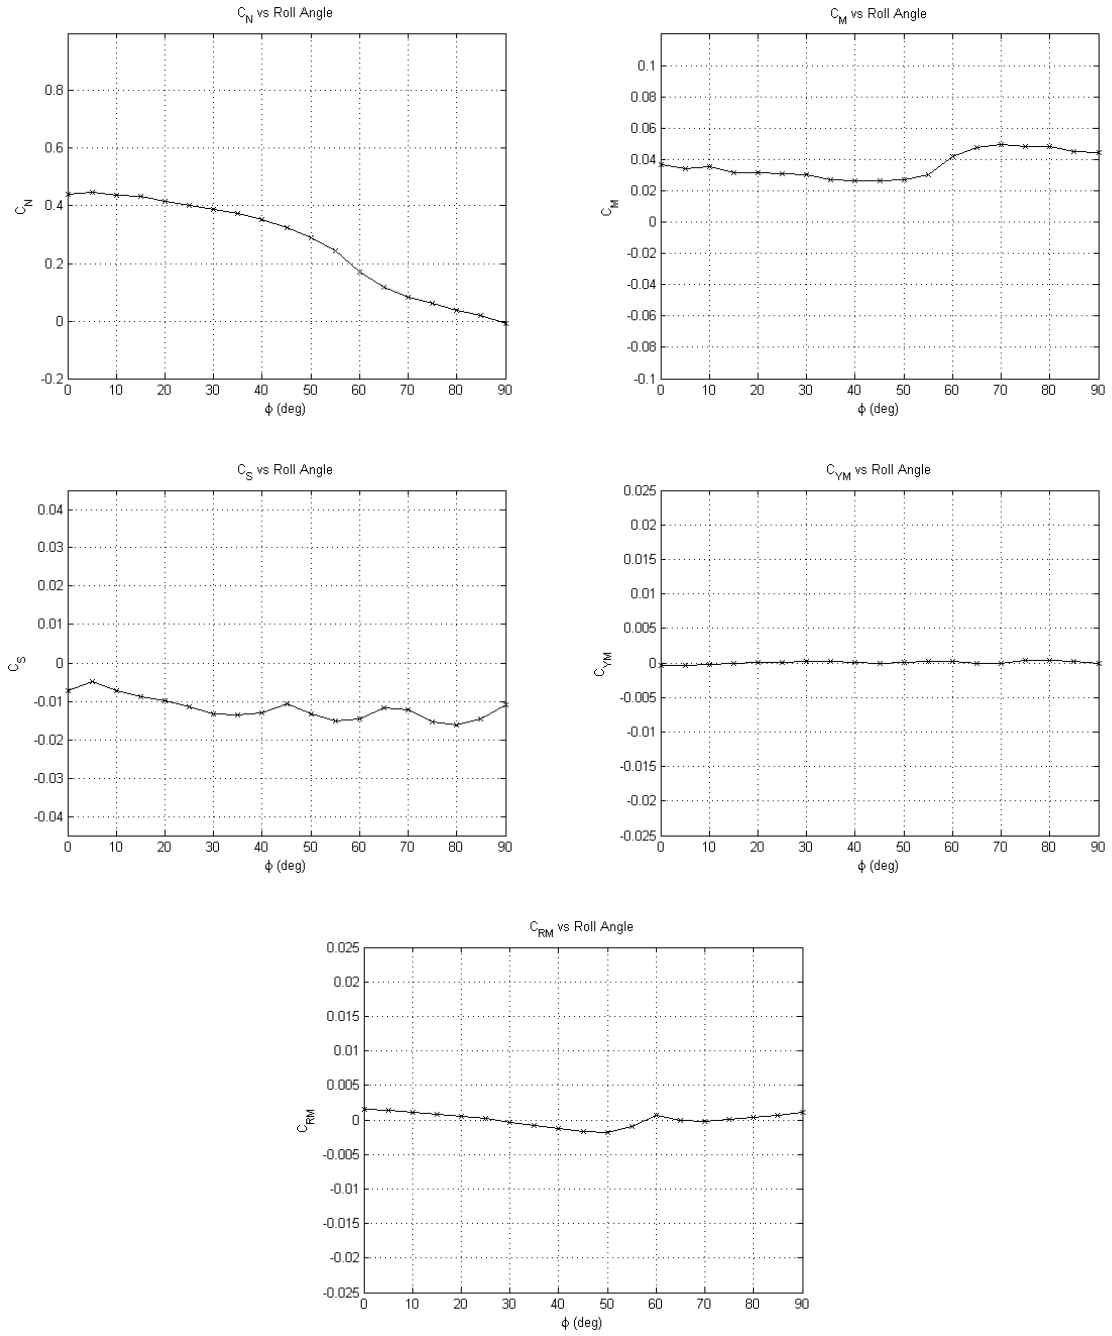 C_N vs Roll Angle
0.8
0.6
0.4
0.2
0
-0.2
C_N
0 10 20 30 40 50 60 70 80 90
ϕ (deg)
C_M vs Roll Angle
0.1
0.08
0.06
0.04
0.02
0
-0.02
-0.04
-0.06
-0.08
-0.1
C_M
0 10 20 30 40 50 60 70 80 90
ϕ (deg)
C_S vs Roll Angle
0.04
0.03
0.02
0.01
0
-0.01
-0.02
-0.03
-0.04
C_S
0 10 20 30 40 50 60 70 80 90
ϕ (deg)
C_YM vs Roll Angle
0.025
0.02
0.015
0.01
0.005
0
-0.005
-0.01
-0.015
-0.02
-0.025
C_YM
0 10 20 30 40 50 60 70 80 90
ϕ (deg)
C_RM vs Roll Angle
0.025
0.02
0.015
0.01
0.005
0
-0.005
-0.01
-0.015
-0.02
-0.025
C_RM
0 10 20 30 40 50 60 70 80 90
ϕ (deg)